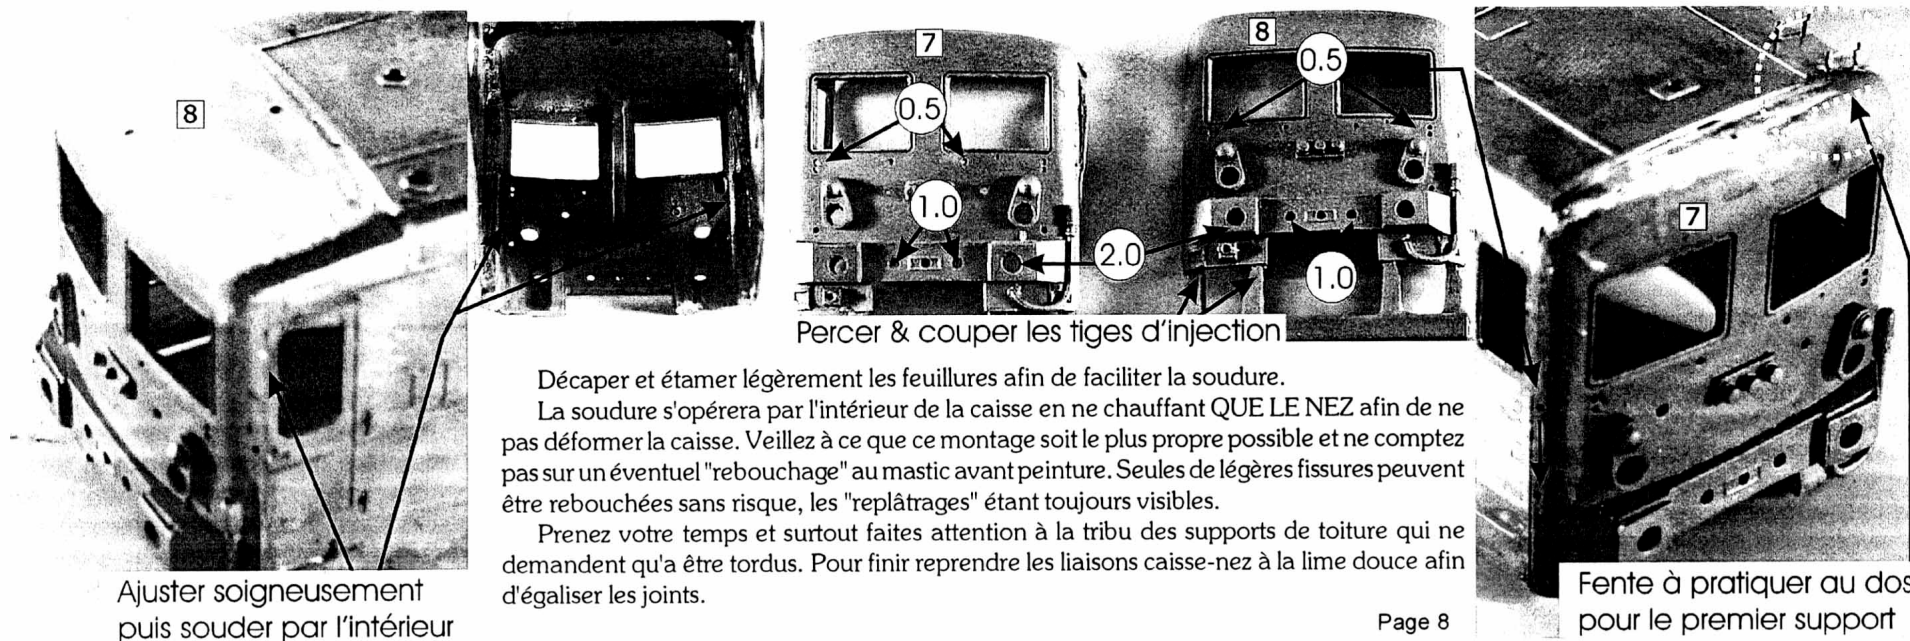 8
7
0.5
1.0
8
0.5
2.0
1.0
7
Percer & couper les tiges d'injection
Décaper et étamer légèrement les feuillures afin de faciliter la soudure.
La soudure s'opérera par l'intérieur de la caisse en ne chauffant QUE LE NEZ afin de ne
pas déformer la caisse. Veillez à ce que ce montage soit le plus propre possible et ne comptez
pas sur un éventuel "rebouchage" au mastic avant peinture. Seules de légères fissures peuvent
être rebouchées sans risque, les "replâtrages" étant toujours visibles.
Prenez votre temps et surtout faites attention à la tribu des supports de toiture qui ne
demandent qu'a être tordus. Pour finir reprendre les liaisons caisse-nez à la lime douce afin
d'égaliser les joints.
Ajuster soigneusement
puis souder par l'intérieur
Fente à pratiquer au dos
pour le premier support
Page 8